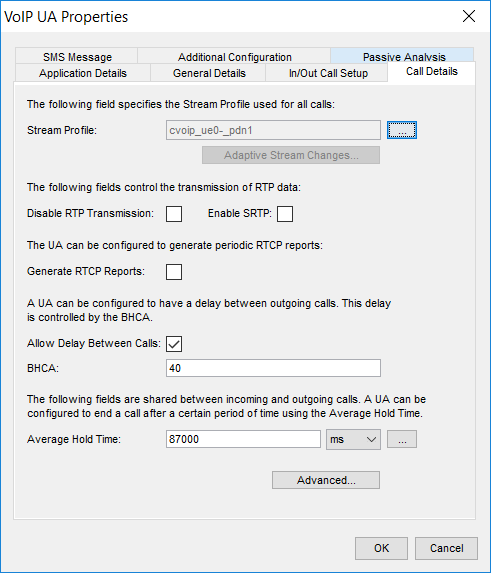 VoIP UA Properties
SMS Message Additional Configuration Passive Analysis
Application Details General Details In/Out Call Setup Call Details
The following field specifies the Stream Profile used for all calls:
Stream Profile: cvoip_ue0-_pdn1 ...
Adaptive Stream Changes...
The following fields control the transmission of RTP data:
Disable RTP Transmission: Enable SRTP:
The UA can be configured to generate periodic RTCP reports:
Generate RTCP Reports:
A UA can be configured to have a delay between outgoing calls. This delay
is controlled by the BHCA.
Allow Delay Between Calls:
BHCA: 40
The following fields are shared between incoming and outgoing calls. A UA can be
configured to end a call after a certain period of time using the Average Hold Time.
Average Hold Time: 87000 ms ...
Advanced...
OK Cancel